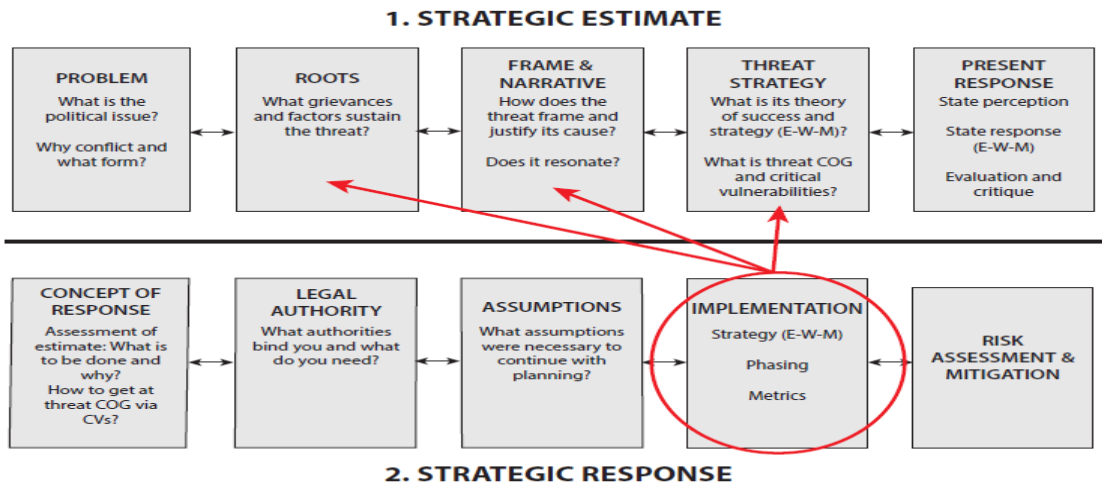 1. STRATEGIC ESTIMATE
PROBLEM
What is the
political issue?
Why conflict and
what form?
ROOTS
What grievances
and factors sustain
the threat?
FRAME &
NARRATIVE
How does the
threat frame and
justify its cause?
Does it resonate?
THREAT
STRATEGY
What is its theory
of success and
strategy (E-W-M)?
What is threat COG
and critical
vulnerabilities?
PRESENT
RESPONSE
State perception
State response
(E-W-M)
Evaluation and
critique
CONCEPT OF
RESPONSE
Assessment of
estimate: What is
to be done and
why?
How to get at
threat COG via
CVs?
LEGAL
AUTHORITY
What authorities
bind you and what
do you need?
ASSUMPTIONS
What assumptions
were necessary to
continue with
planning?
IMPLEMENTATION
Strategy (E-W-M)
Phasing
Metrics
RISK
ASSESSMENT &
MITIGATION
2. STRATEGIC RESPONSE